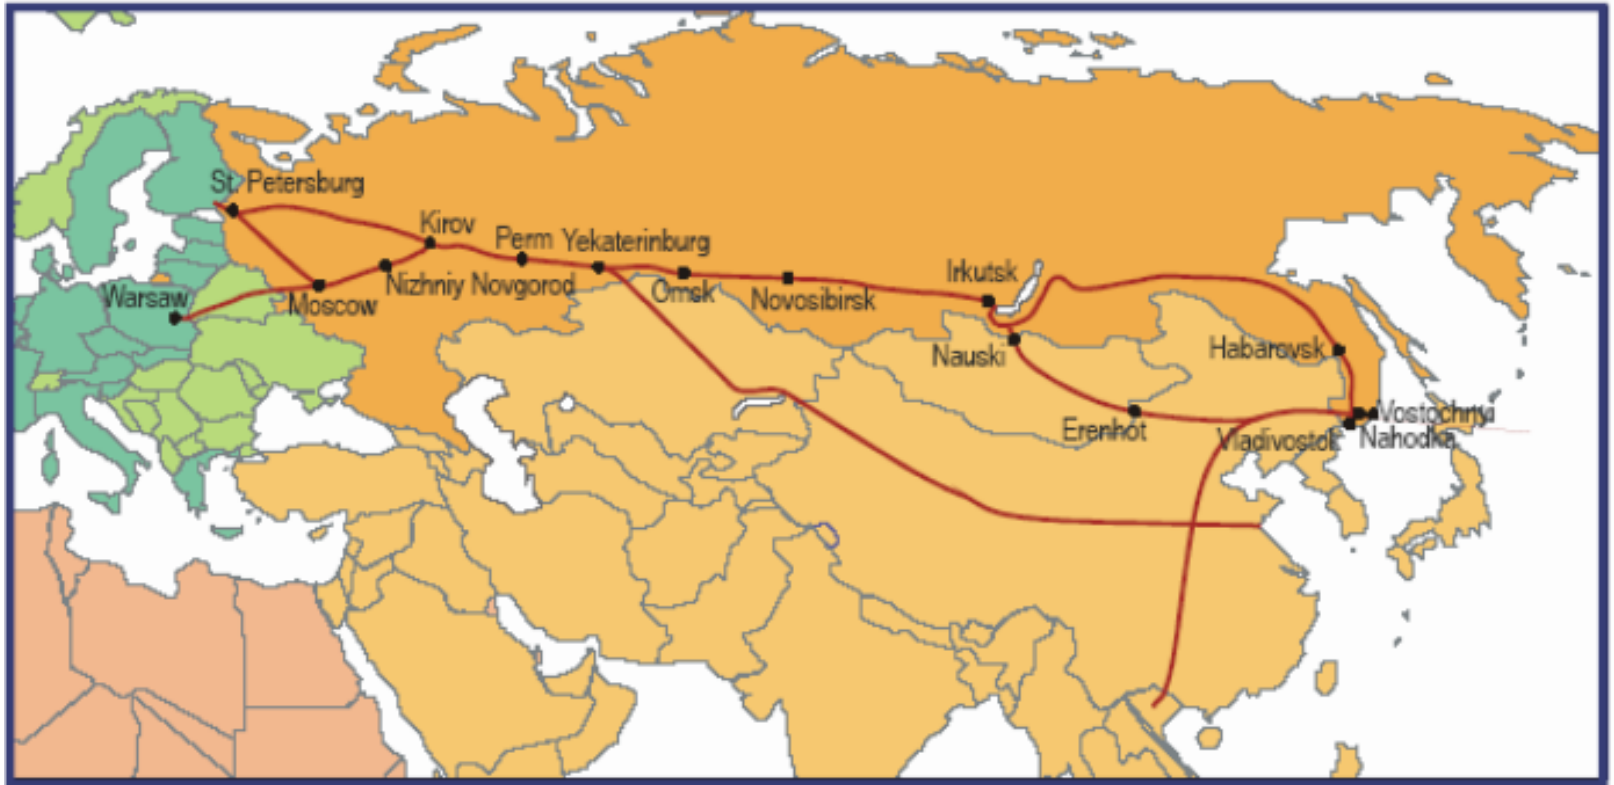 St. Petersburg
Kirov
Perm Yekaterinburg
Irkutsk
Nizhniy Novgorod
Omsk
Novosibirsk
Warsaw
Moscow
Nauski
Habarovsk
Erenhot
Vladivostok
Vostochnyi
Nahodka